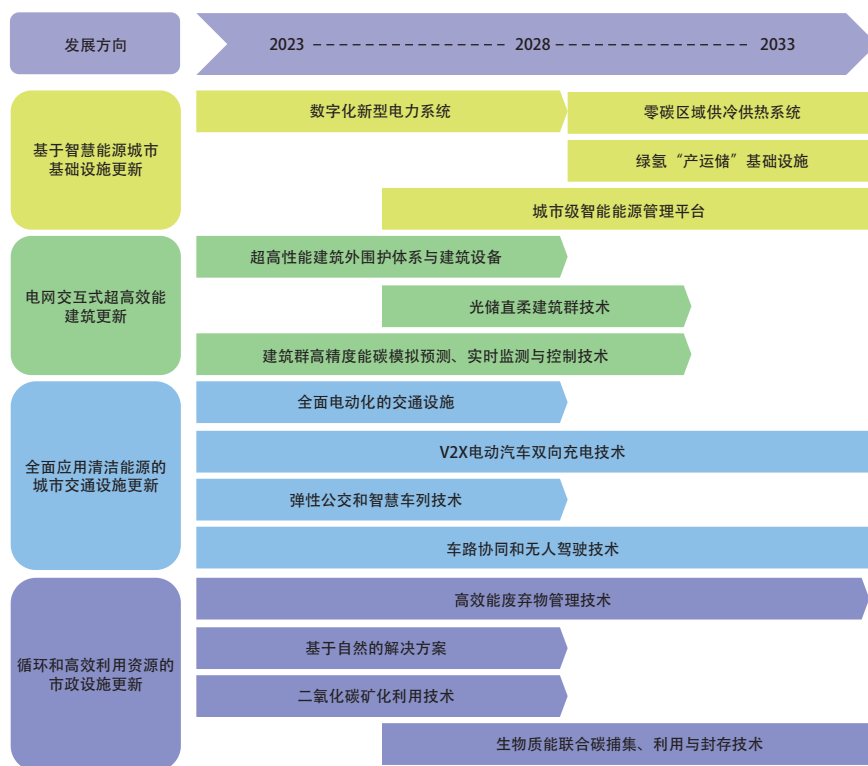 发展方向
2023 2028 2033
基于智慧能源城市
基础设施更新
数字化新型电力系统
零碳区域供冷供热系统
绿氢“产运储”基础设施
城市级智能能源管理平台
电网交互式超高效能
建筑更新
超高性能建筑外围护体系与建筑设备
光储直柔建筑群技术
建筑群高精度能碳模拟预测、实时监测与控制技术
全面应用清洁能源的
城市交通设施更新
全面电动化的交通设施
V2X电动汽车双向充电技术
弹性公交和智慧车列技术
车路协同和无人驾驶技术
循环和高效利用资源的
市政设施更新
高效能废弃物管理技术
基于自然的解决方案
二氧化碳矿化利用技术
生物质能联合碳捕集、利用与封存技术